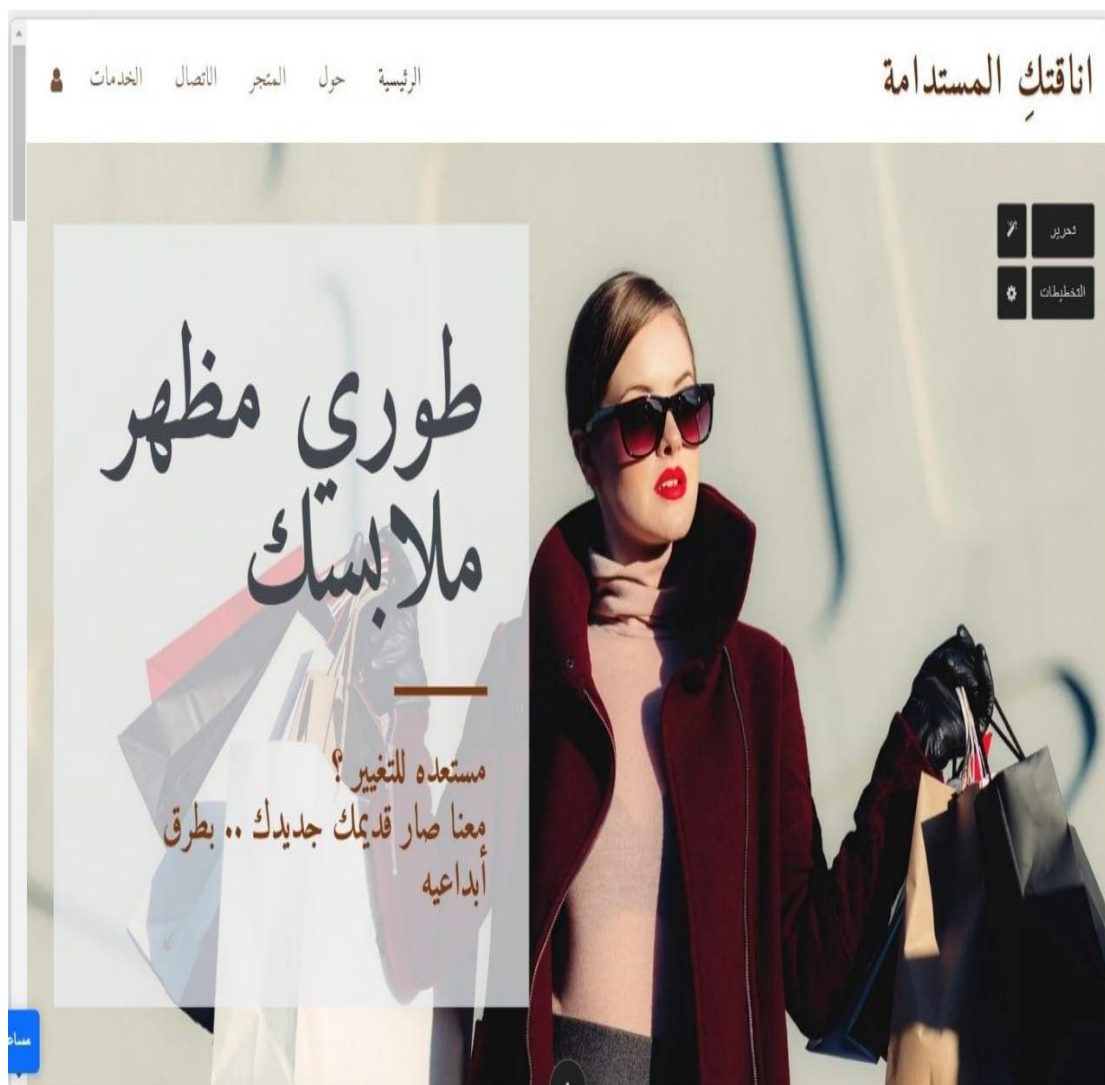 اناقتكِ المستدامة
الرئيسية حول المتجر الاتصال الخدمات
تحرير
التخطيطات
طوري مظهر
ملابستك
مستعده للتغيير ؟
معنا صار قديمك جديدك .. بطرق
أبداعيه